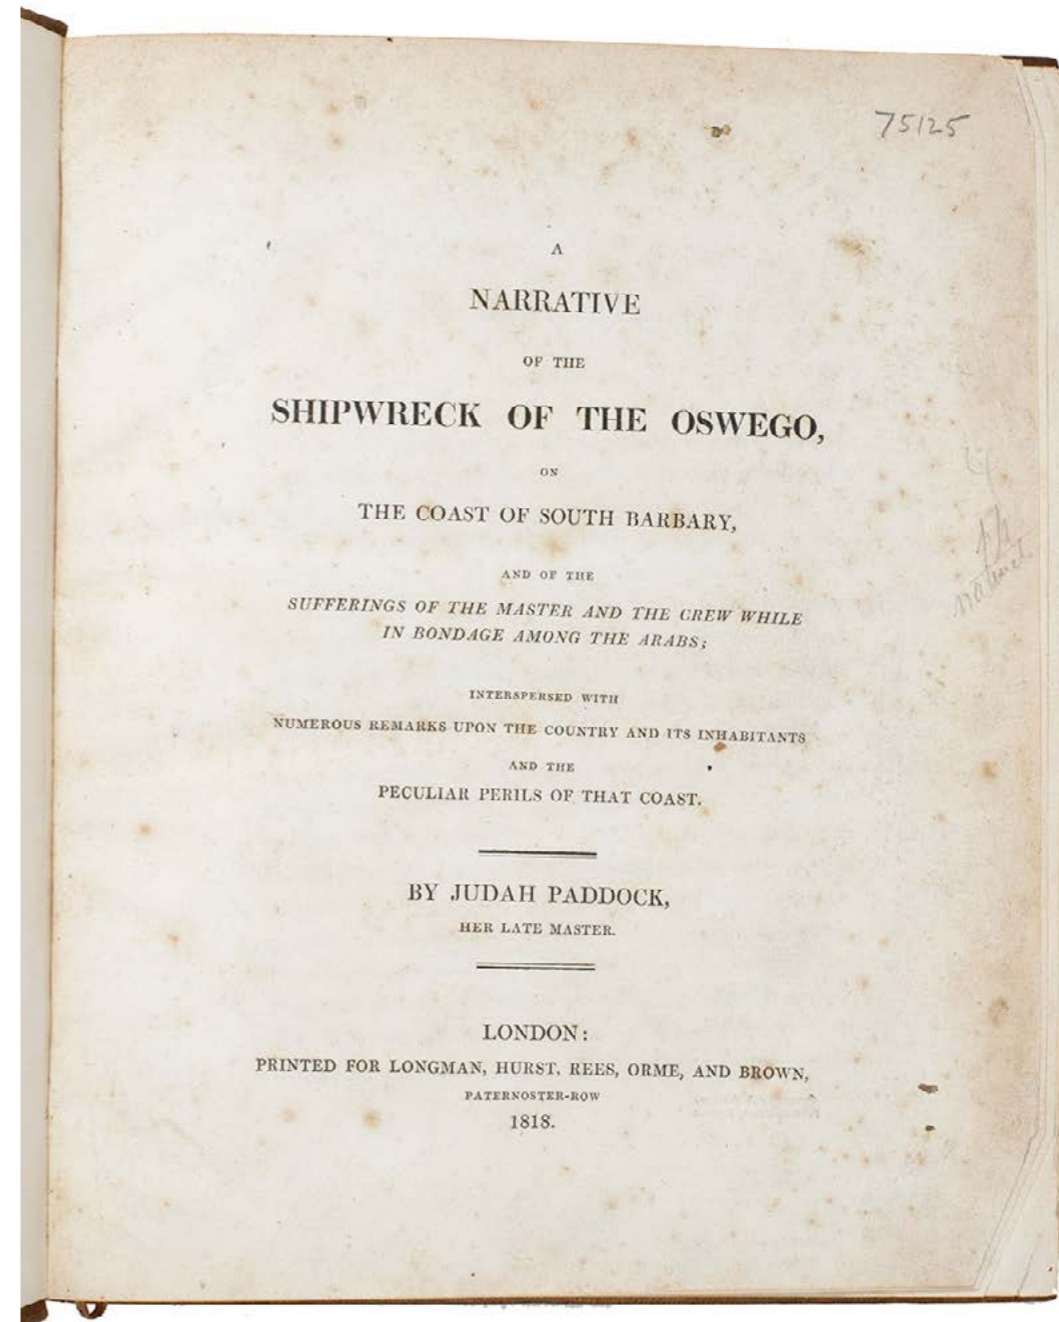 75125
A
NARRATIVE
OF THE
SHIPWRECK OF THE OSWEGO,
ON
THE COAST OF SOUTH BARBARY,
AND OF THE
SUFFERINGS OF THE MASTER AND THE CREW WHILE
IN BONDAGE AMONG THE ARABS;
INTERSPERSED WITH
NUMEROUS REMARKS UPON THE COUNTRY AND ITS INHABITANTS
AND THE
PECULIAR PERILS OF THAT COAST.
BY JUDAH PADDOCK,
HER LATE MASTER.
LONDON:
PRINTED FOR LONGMAN, HURST, REES, ORME, AND BROWN,
PATERNOSTER-ROW
1818.